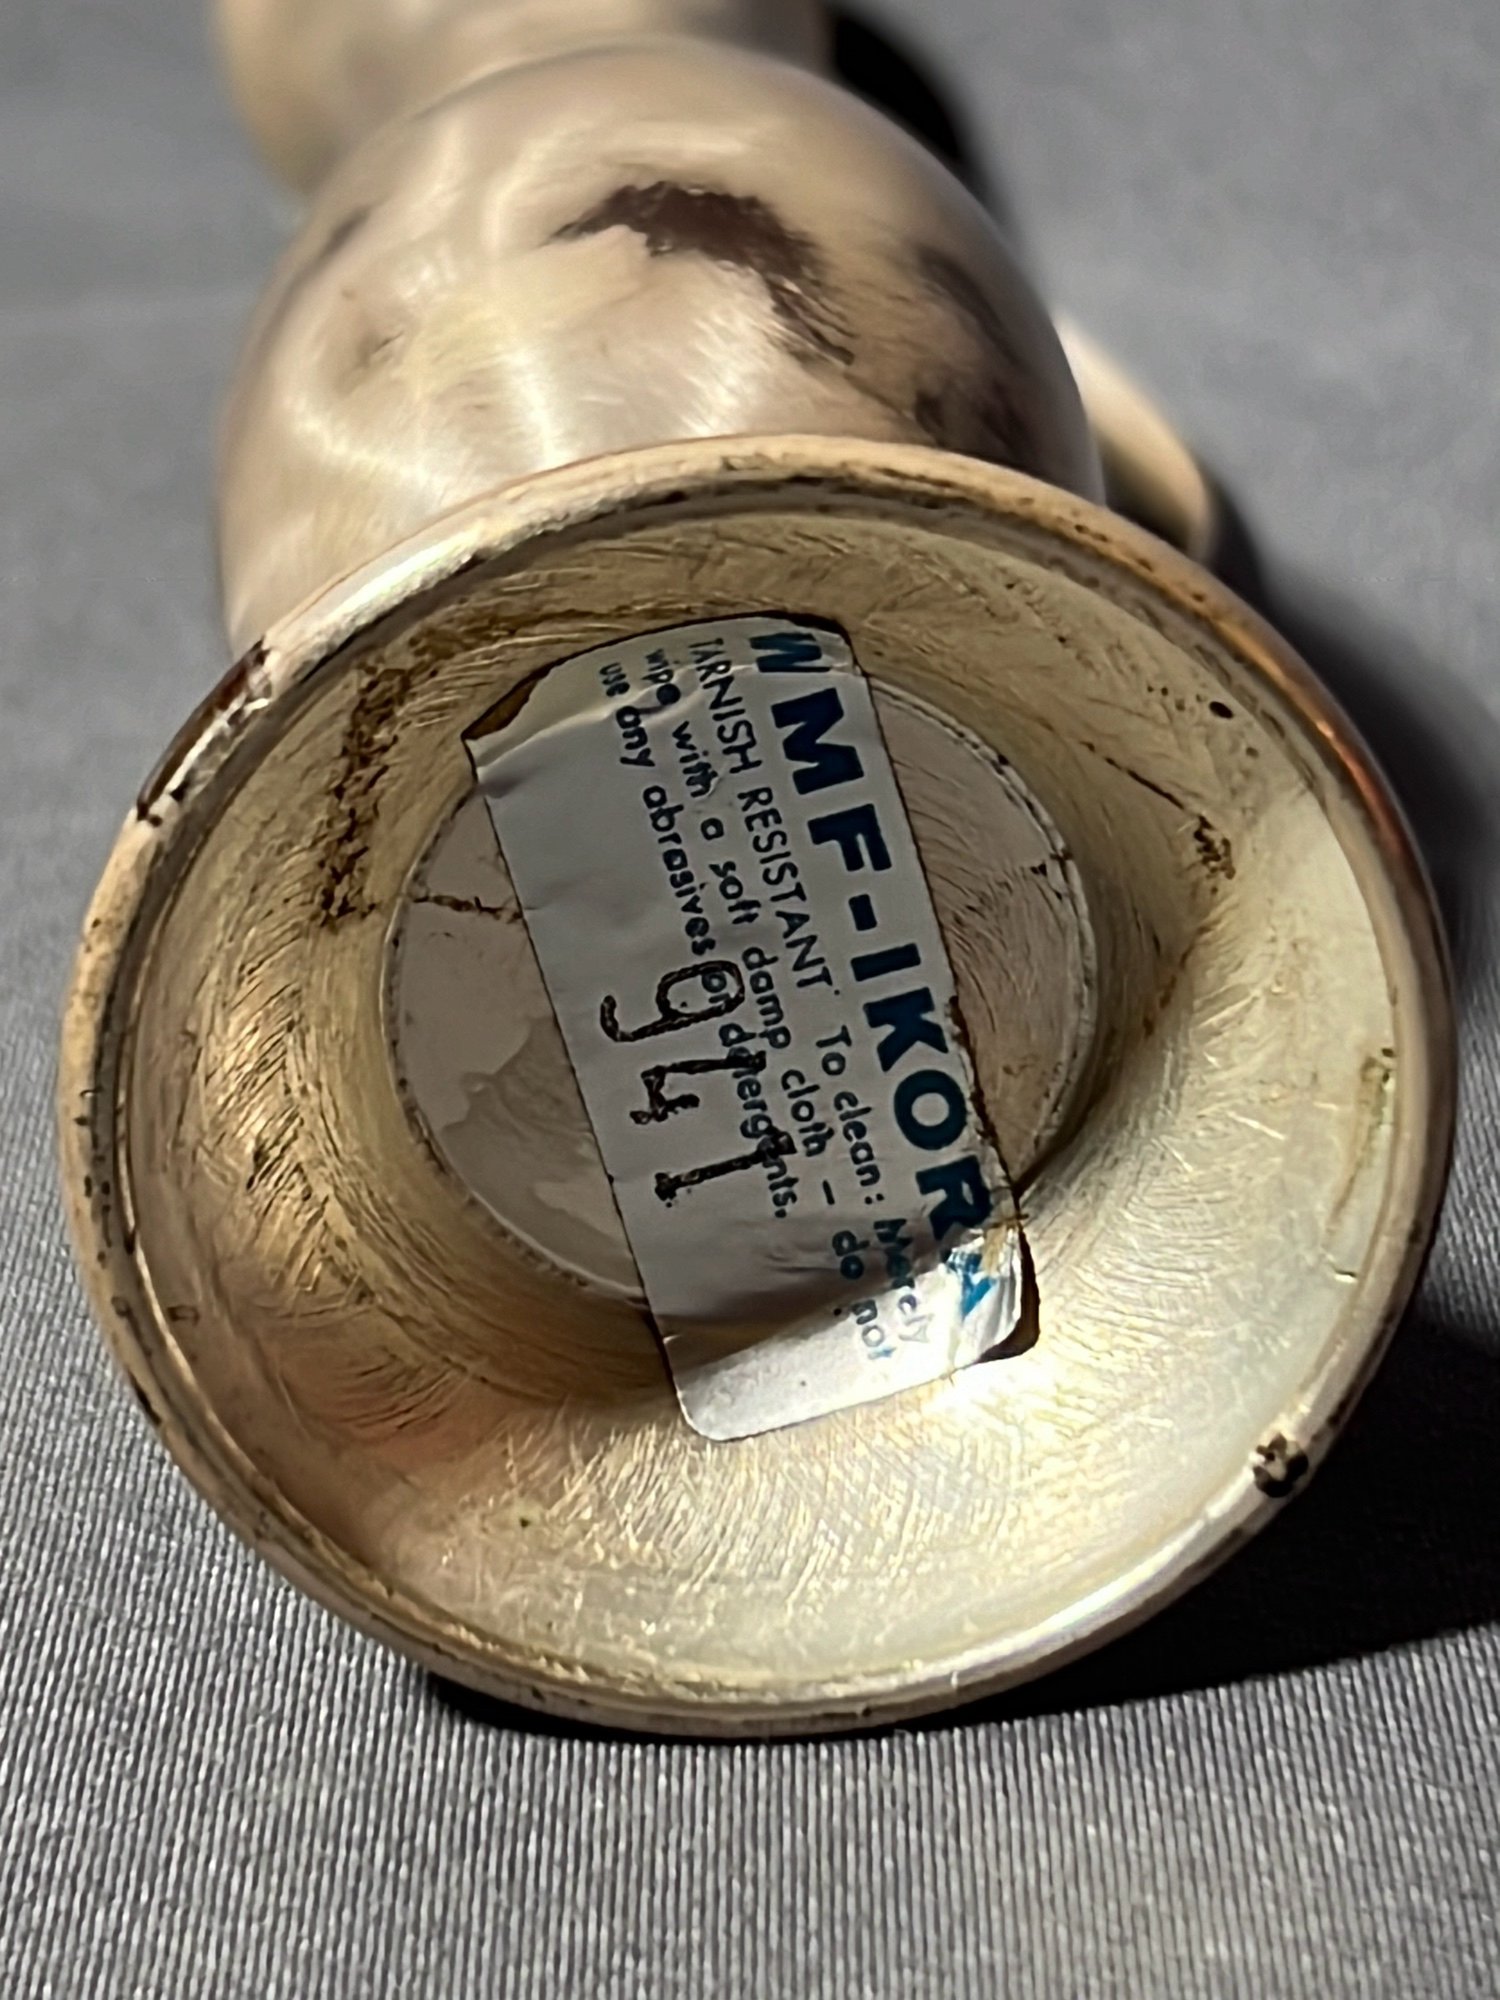 WMF-IKORA
TARNISH RESISTANT. To clean: Merely
wipe with a soft damp cloth – do not
use any abrasives or detergents.
941